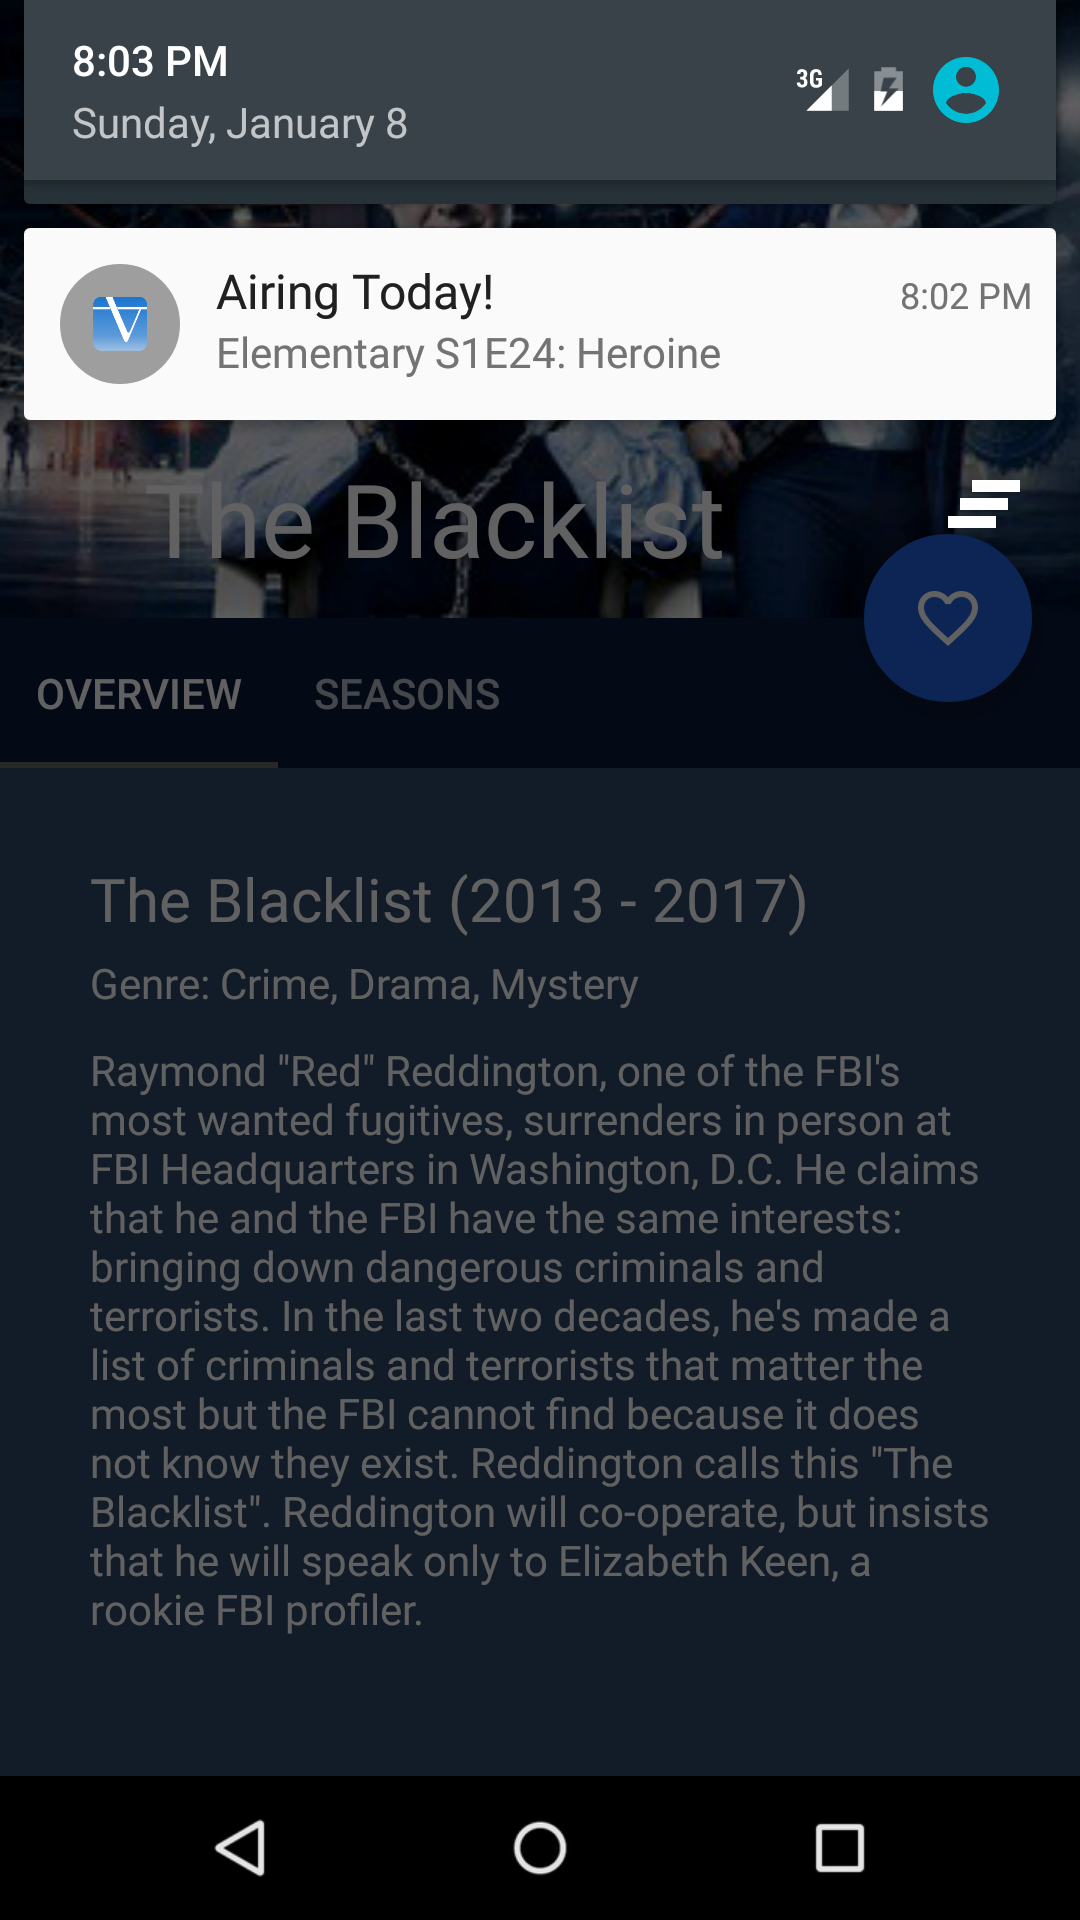 8:03 PM
3G
Sunday, January 8
Airing Today!
8:02 PM
Elementary S1E24: Heroine
The Blacklist
OVERVIEW
SEASONS
The Blacklist (2013 - 2017)
Genre: Crime, Drama, Mystery
Raymond "Red" Reddington, one of the FBI's
most wanted fugitives, surrenders in person at
FBI Headquarters in Washington, D.C. He claims
that he and the FBI have the same interests:
bringing down dangerous criminals and
terrorists. In the last two decades, he's made a
list of criminals and terrorists that matter the
most but the FBI cannot find because it does
not know they exist. Reddington calls this "The
Blacklist". Reddington will co-operate, but insists
that he will speak only to Elizabeth Keen, a
rookie FBI profiler.